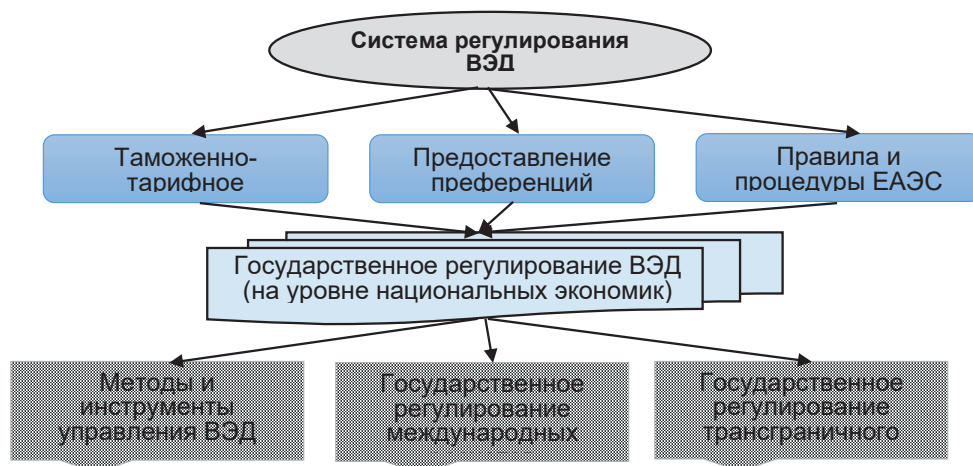 Система регулирования
ВЭД
Таможенно-
тарифное
Предоставление
преференций
Правила и
процедуры ЕАЭС
Государственное регулирование ВЭД
(на уровне национальных экономик)
Методы и
инструменты
управления ВЭД
Государственное
регулирование
международных
Государственное
регулирование
трансграничного